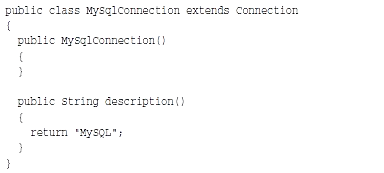 public class MySqlConnection extends Connection
{
  public MySqlConnection()
  {
  }

  public String description()
  {
    return "MySQL";
  }
}